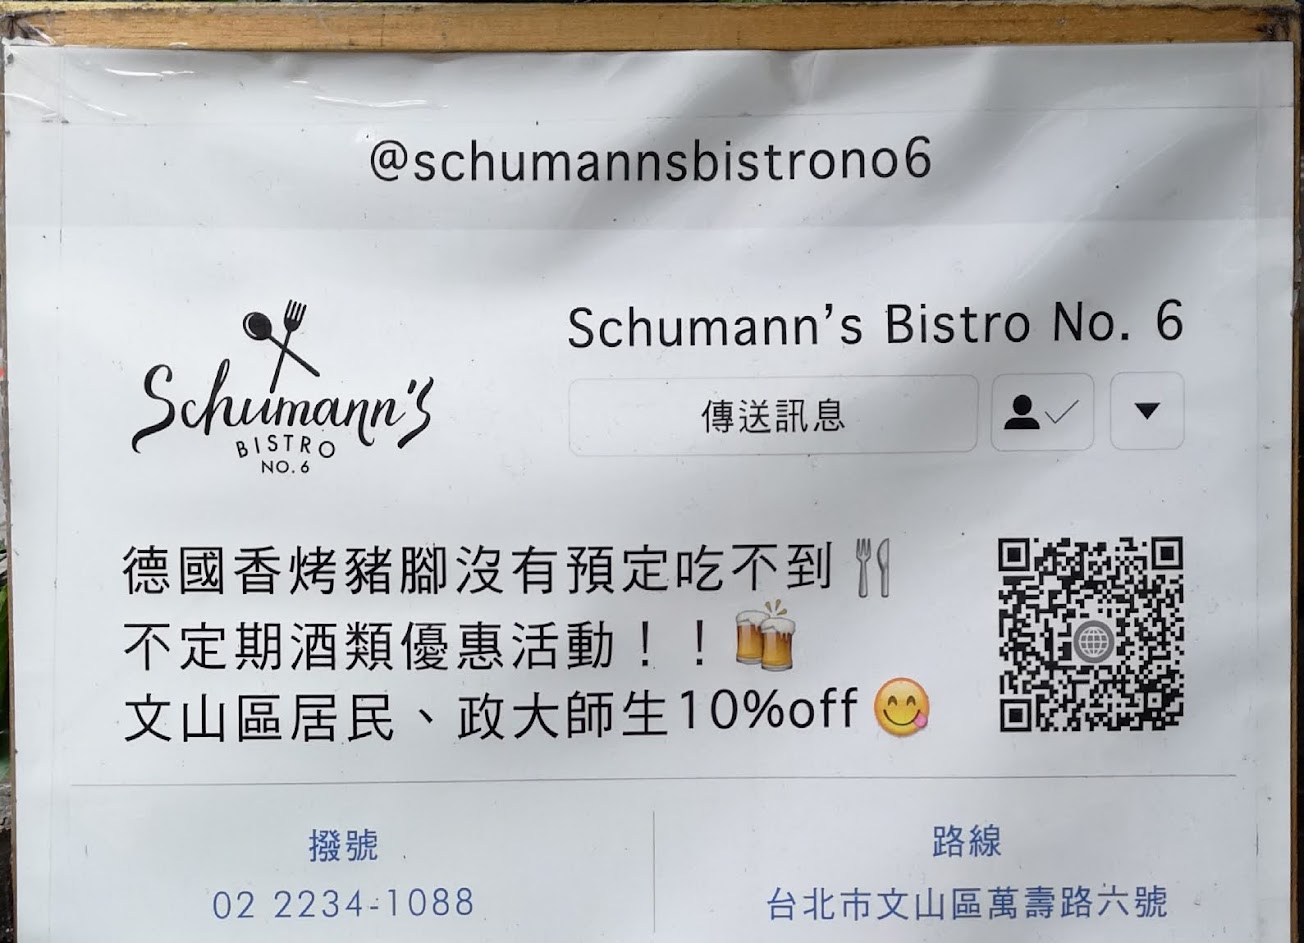 @schumannsbistrono6
Schumann's
BISTRO
NO. 6
Schumann's Bistro No. 6
傳送訊息
德國香烤豬腳沒有預定吃不到🍴
不定期酒類優惠活動！！🍻
文山區居民、政大師生10%off😋
撥號
02 2234-1088
路線
台北市文山區萬壽路六號